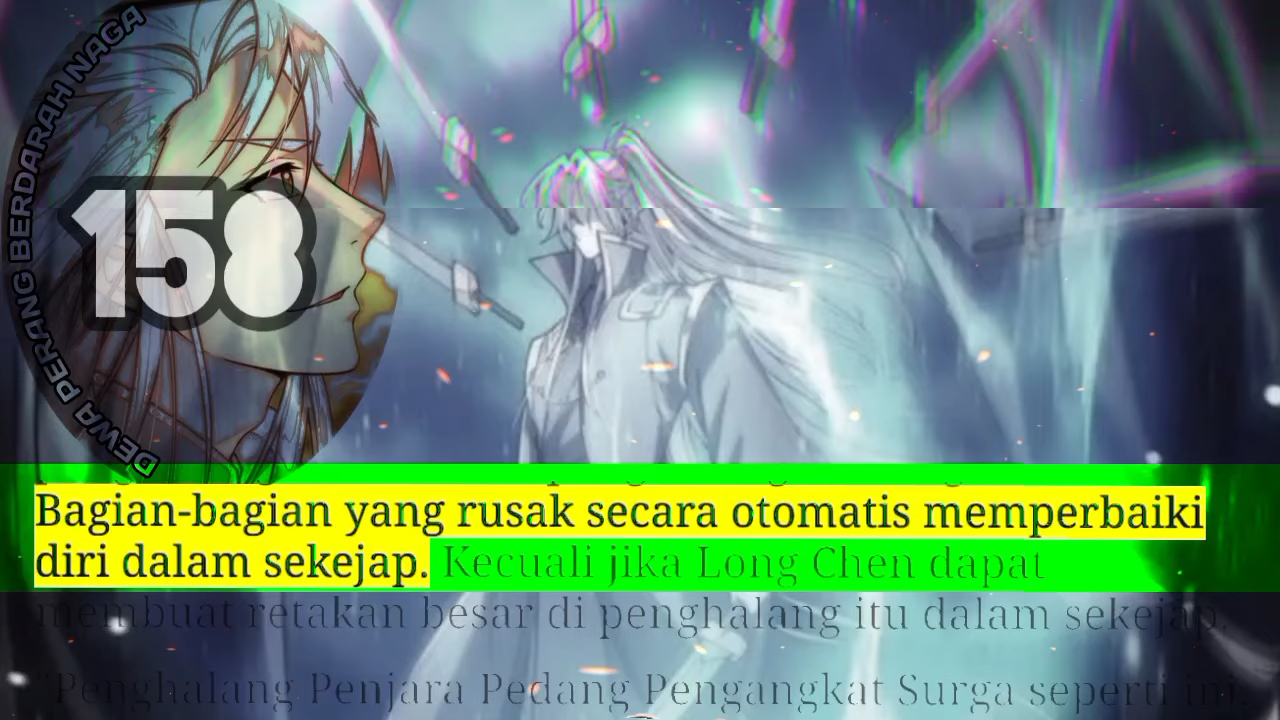 DEWA PERANG BERDARAH NAGA
158
Bagian-bagian yang rusak secara otomatis memperbaiki
diri dalam sekejap. Kecuali jika Long Chen dapat
membuat retakan besar di penghalang itu dalam sekejap.
"Penghalang Penjara Pedang Pengangkat Surga seperti ini,